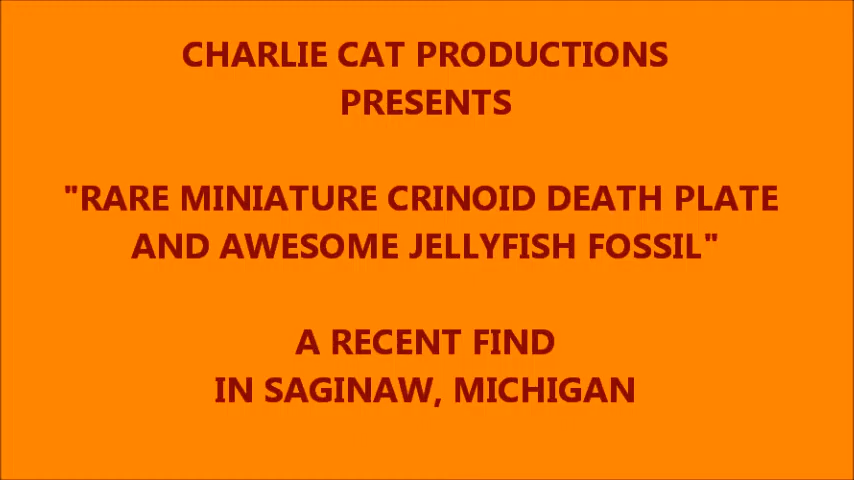 CHARLIE CAT PRODUCTIONS
PRESENTS
"RARE MINIATURE CRINOID DEATH PLATE
AND AWESOME JELLYFISH FOSSIL"
A RECENT FIND
IN SAGINAW, MICHIGAN